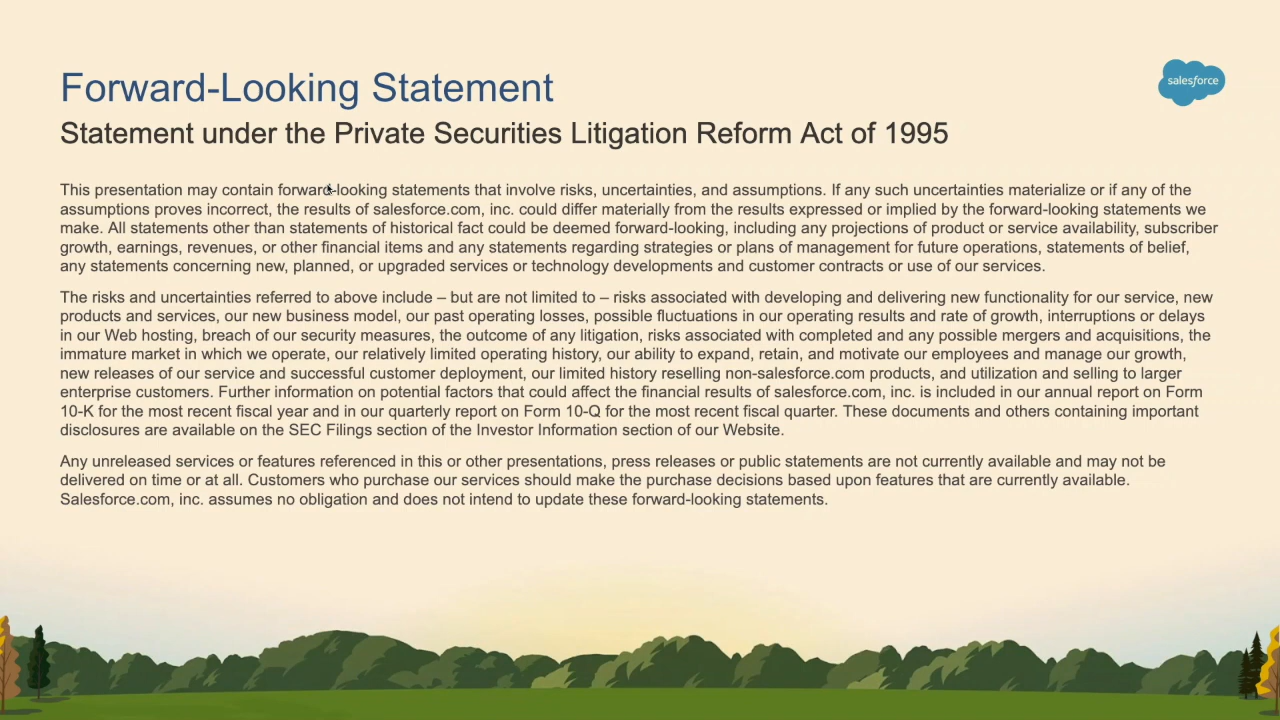 Forward-Looking Statement
salesforce
Statement under the Private Securities Litigation Reform Act of 1995
This presentation may contain forward-looking statements that involve risks, uncertainties, and assumptions. If any such uncertainties materialize or if any of the
assumptions proves incorrect, the results of salesforce.com, inc. could differ materially from the results expressed or implied by the forward-looking statements we
make. All statements other than statements of historical fact could be deemed forward-looking, including any projections of product or service availability, subscriber
growth, earnings, revenues, or other financial items and any statements regarding strategies or plans of management for future operations, statements of belief,
any statements concerning new, planned, or upgraded services or technology developments and customer contracts or use of our services.
The risks and uncertainties referred to above include – but are not limited to – risks associated with developing and delivering new functionality for our service, new
products and services, our new business model, our past operating losses, possible fluctuations in our operating results and rate of growth, interruptions or delays
in our Web hosting, breach of our security measures, the outcome of any litigation, risks associated with completed and any possible mergers and acquisitions, the
immature market in which we operate, our relatively limited operating history, our ability to expand, retain, and motivate our employees and manage our growth,
new releases of our service and successful customer deployment, our limited history reselling non-salesforce.com products, and utilization and selling to larger
enterprise customers. Further information on potential factors that could affect the financial results of salesforce.com, inc. is included in our annual report on Form
10-K for the most recent fiscal year and in our quarterly report on Form 10-Q for the most recent fiscal quarter. These documents and others containing important
disclosures are available on the SEC Filings section of the Investor Information section of our Website.
Any unreleased services or features referenced in this or other presentations, press releases or public statements are not currently available and may not be
delivered on time or at all. Customers who purchase our services should make the purchase decisions based upon features that are currently available.
Salesforce.com, inc. assumes no obligation and does not intend to update these forward-looking statements.